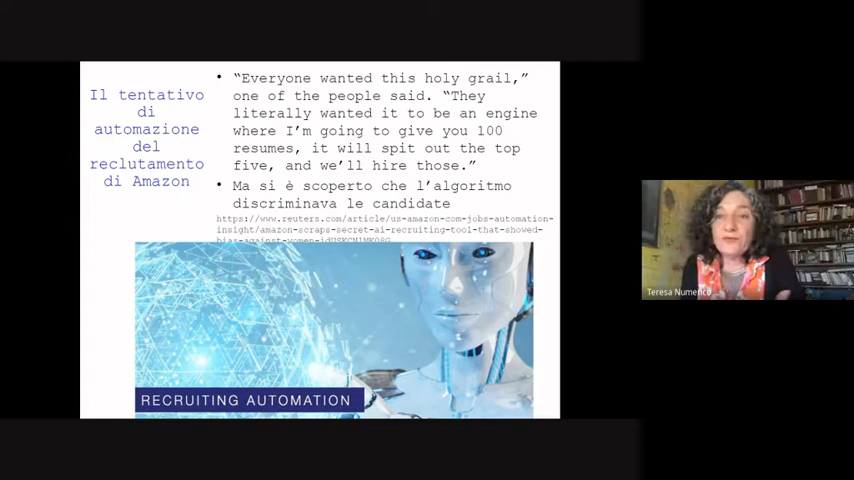 Il tentativo
di
automazione
del
reclutamento
di Amazon
• “Everyone wanted this holy grail,”
one of the people said. “They
literally wanted it to be an engine
where I’m going to give you 100
resumes, it will spit out the top
five, and we’ll hire those.”
• Ma si è scoperto che l’algoritmo
discriminava le candidate
https://www.reuters.com/article/us-amazon-com-jobs-automation-
insight/amazon-scraps-secret-ai-recruiting-tool-that-showed-
bias-against-women-idUSKCN1MK08G
RECRUITING AUTOMATION
Teresa Numerico